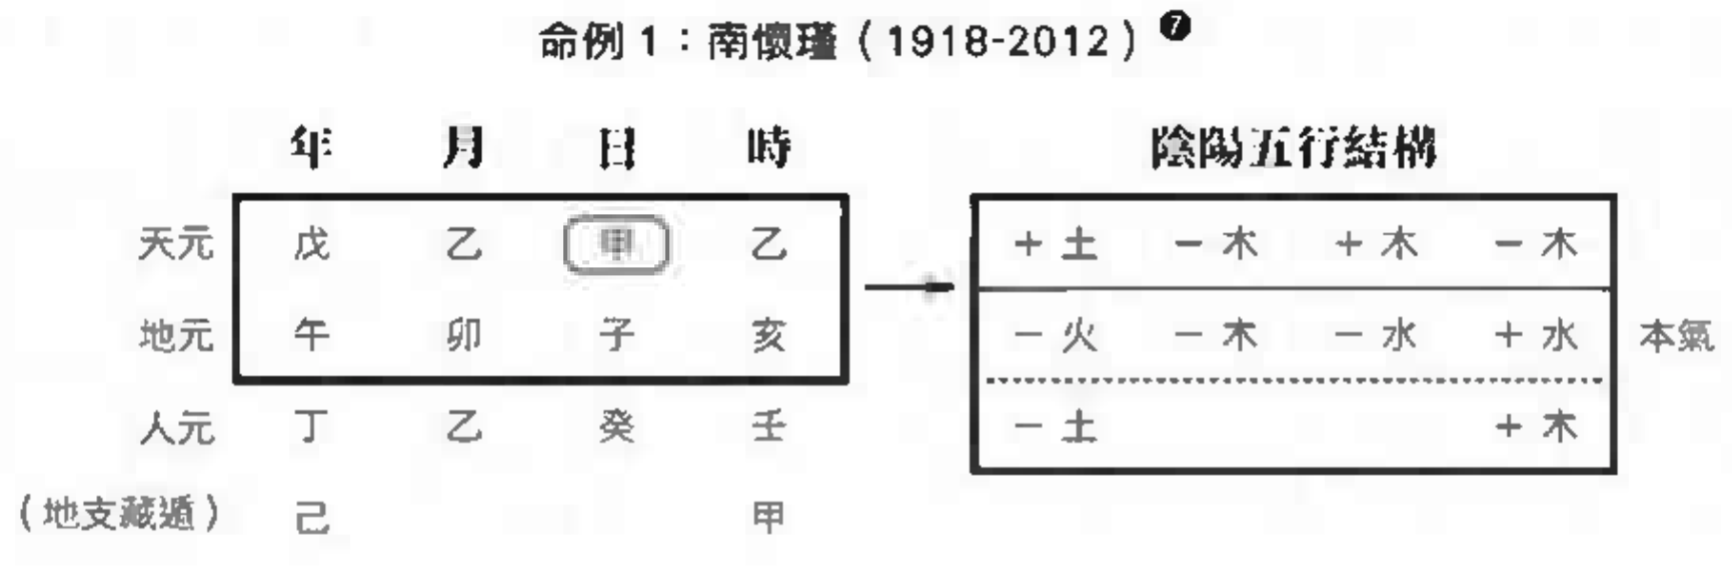 命例 1：南懷瑾（1918-2012）❼
年 月 日 時 陰陽五行結構
天元 戊 乙 甲 乙 ＋土 －木 ＋木 －木
地元 午 卯 子 亥 －火 －木 －水 ＋水 本氣
人元 丁 乙 癸 壬 －土 ＋木
（地支藏遁） 己 甲